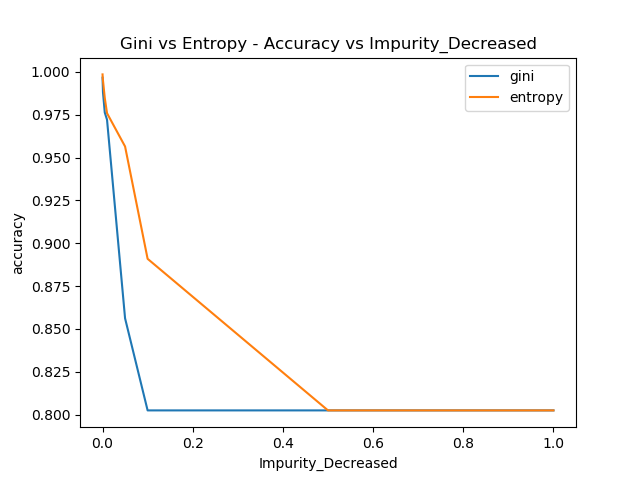 Gini vs Entropy - Accuracy vs Impurity_Decreased
gini
entropy
accuracy
1.000
0.975
0.950
0.925
0.900
0.875
0.850
0.825
0.800
0.0 0.2 0.4 0.6 0.8 1.0
Impurity_Decreased